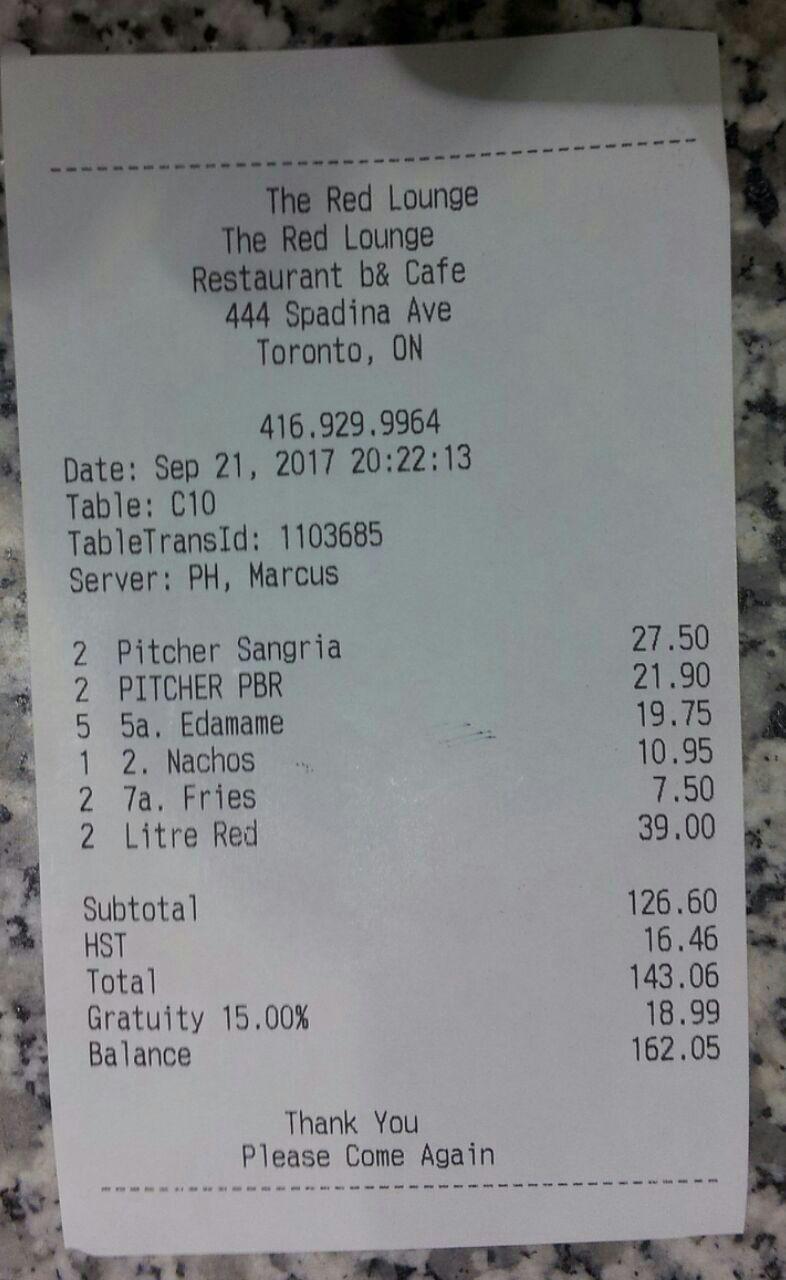 The Red Lounge
The Red Lounge
Restaurant b& Cafe
444 Spadina Ave
Toronto, ON
416.929.9964
Date: Sep 21, 2017 20:22:13
Table: C10
TableTransId: 1103685
Server: PH, Marcus
2 Pitcher Sangria 27.50
2 PITCHER PBR 21.90
5 5a. Edamame 19.75
1 2. Nachos 10.95
2 7a. Fries 7.50
2 Litre Red 39.00
Subtotal 126.60
HST 16.46
Total 143.06
Gratuity 15.00% 18.99
Balance 162.05
Thank You
Please Come Again